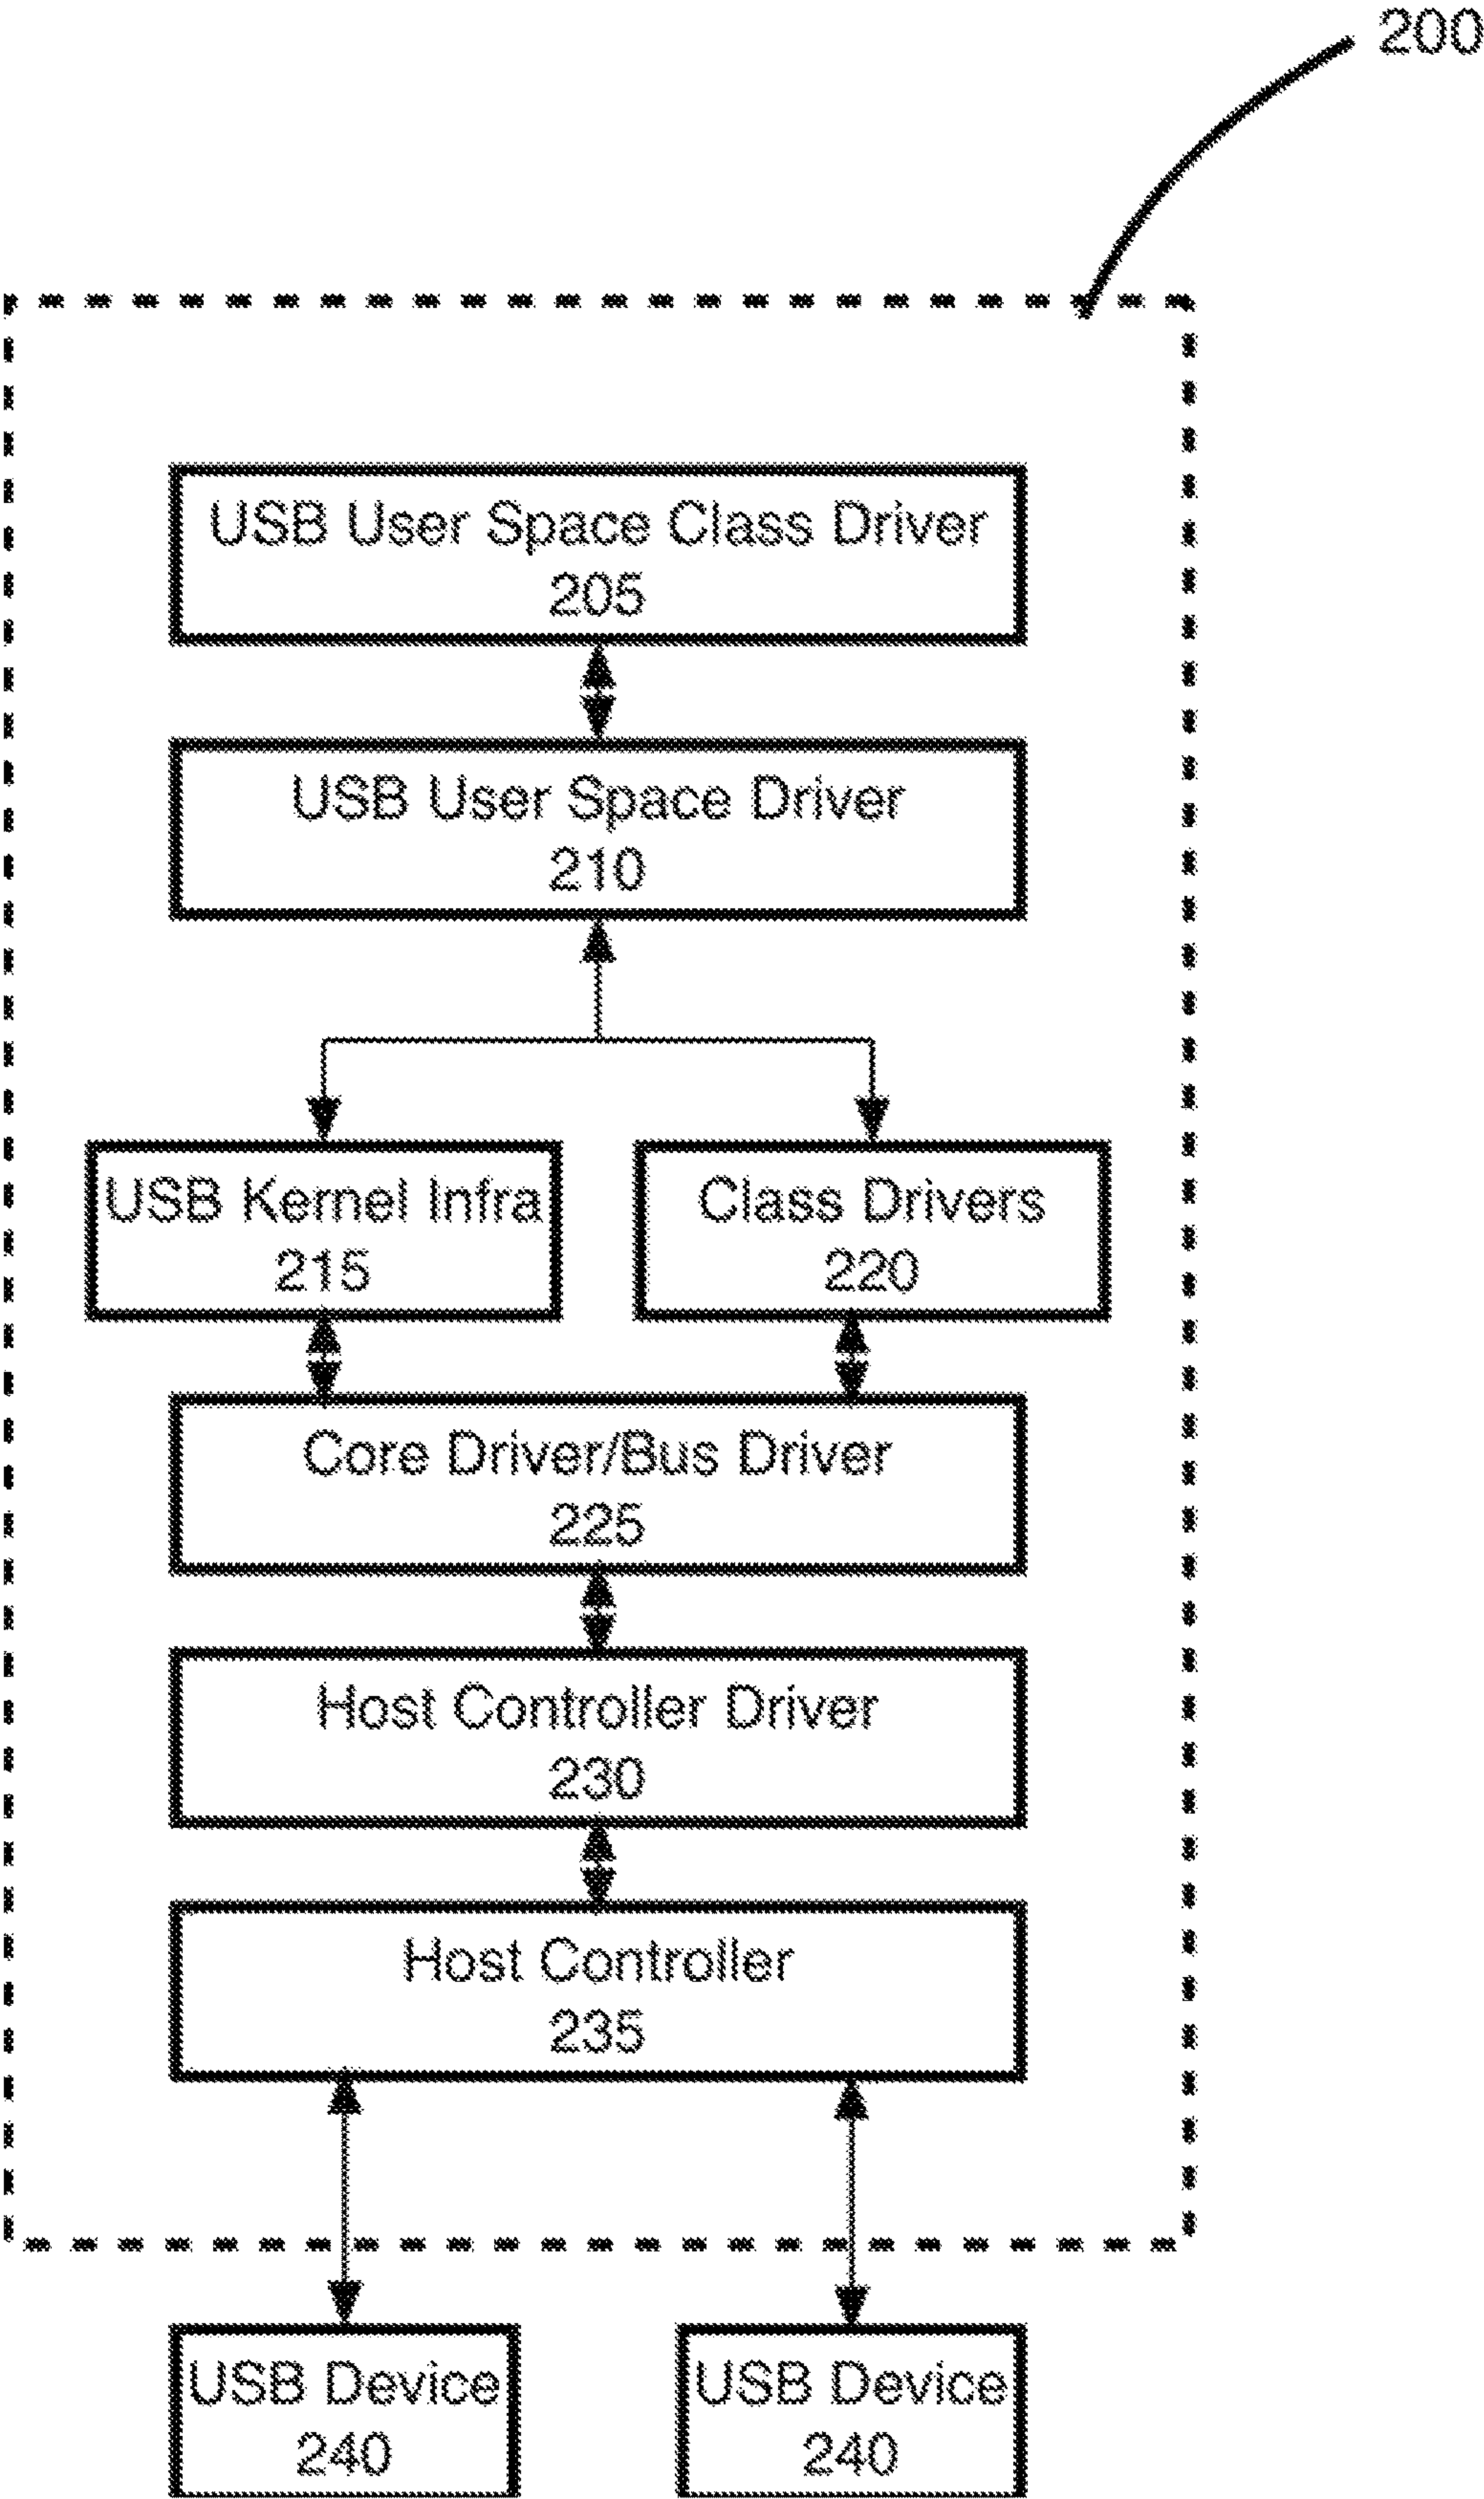 200
USB User Space Class Driver
205
USB User Space Driver
210
USB Kernel Infra
215
Class Drivers
220
Core Driver/Bus Driver
225
Host Controller Driver
230
Host Controller
235
USB Device
240
USB Device
240